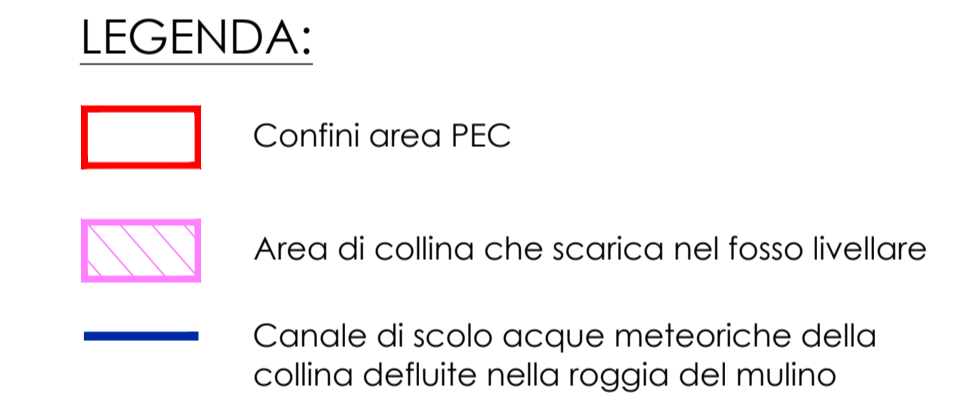 LEGENDA:
Confini area PEC
Area di collina che scarica nel fosso livellare
Canale di scolo acque meteoriche della
collina defluite nella roggia del mulino